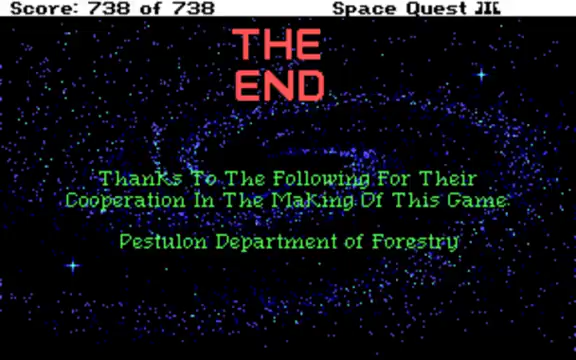 Score: 738 of 738 Space Quest III
THE
END
Thanks To The Following For Their
Cooperation In The Making Of This Game
Pestulon Department of Forestry